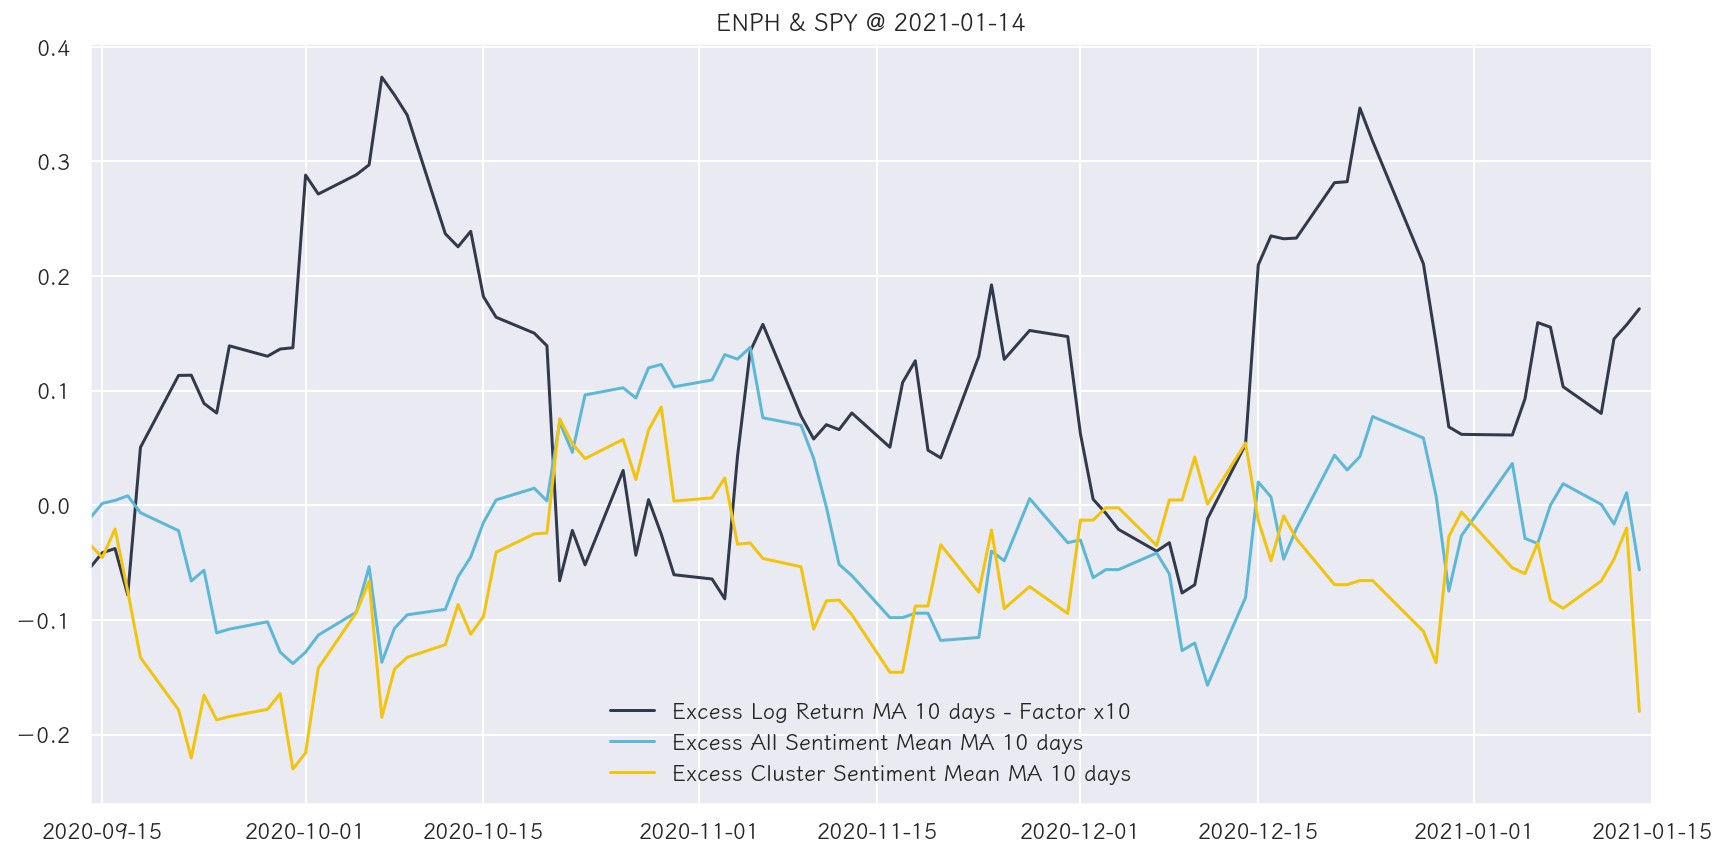 ENPH & SPY @ 2021-01-14
0.4
0.3
0.2
0.1
0.0
−0.1
−0.2
Excess Log Return MA 10 days - Factor x10
Excess All Sentiment Mean MA 10 days
Excess Cluster Sentiment Mean MA 10 days
2020-09-15 2020-10-01 2020-10-15 2020-11-01 2020-11-15 2020-12-01 2020-12-15 2021-01-01 2021-01-15